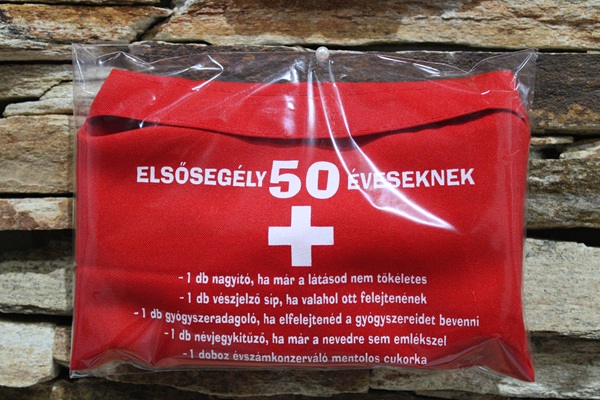 ELSŐSEGÉLY 50 ÉVESEKNEK
- 1 db nagyító, ha már a látásod nem tökéletes
- 1 db vészjelző síp, ha valahol ott felejtenének
- 1 db gyógyszeradagoló, ha elfelejtenéd a gyógyszereidet bevenni
- 1 db névjegykitűző, ha már a nevedre sem emlékszel
- 1 doboz évszámkonzerváló mentolos cukorka